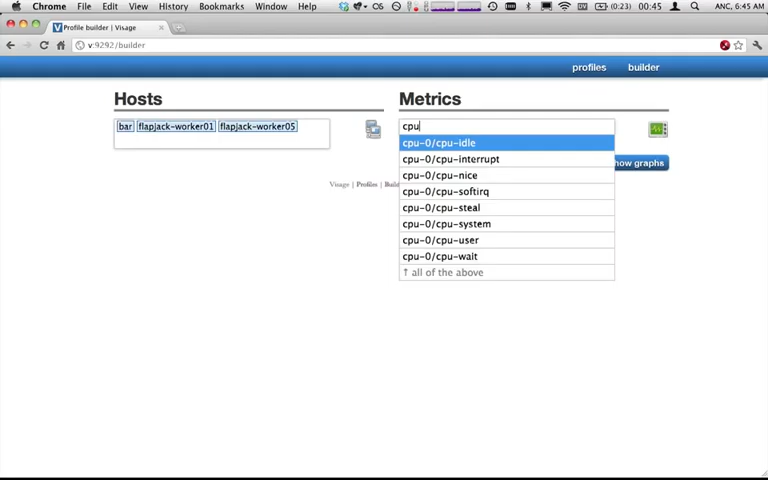 Chrome File Edit View History Bookmarks Window Help (0:23) 00:45 ANC, 6:45 AM
Profile builder | Visage
v:9292/builder
profiles builder
Hosts Metrics
bar flapjack-worker01 flapjack-worker05 cpu
cpu-0/cpu-idle
cpu-0/cpu-interrupt
how graphs
cpu-0/cpu-nice
Visage | Profiles | Build
cpu-0/cpu-softirq
cpu-0/cpu-steal
cpu-0/cpu-system
cpu-0/cpu-user
cpu-0/cpu-wait
↑ all of the above